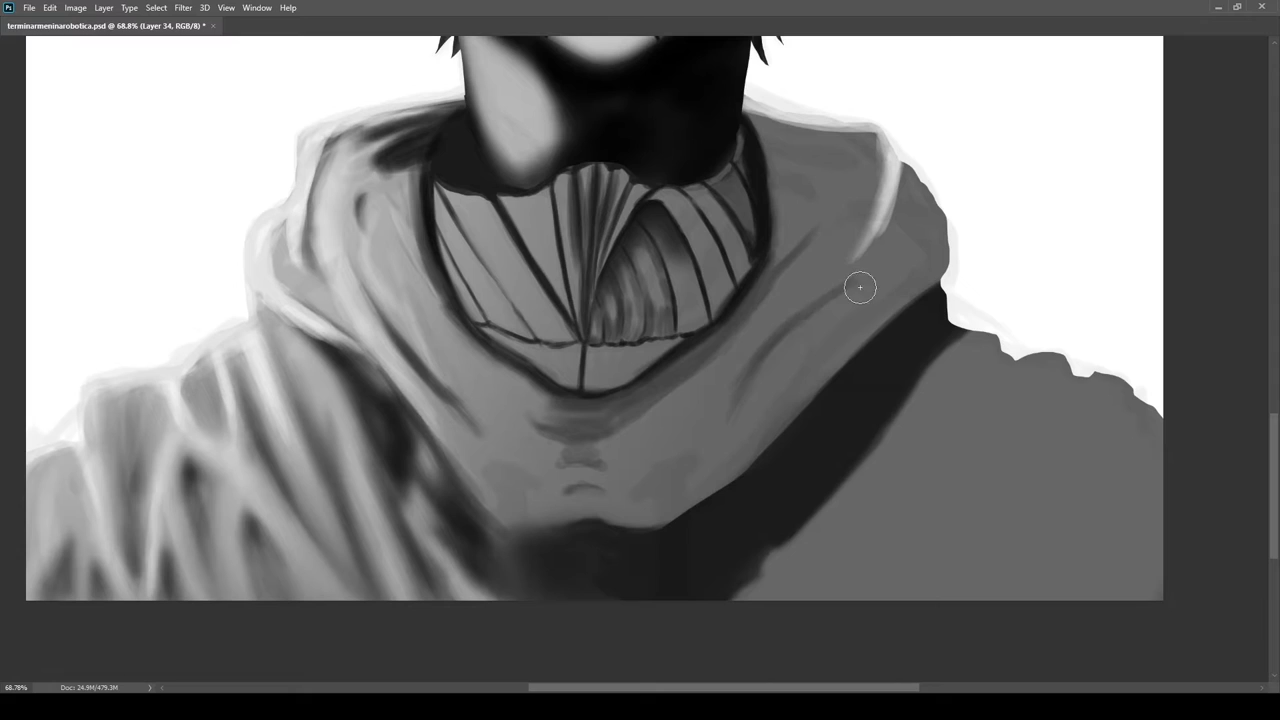 Ps File Edit Image Layer Type Select Filter 3D View Window Help
terminarmeninarobotica.psd @ 68.8% (Layer 34, RGB/8) *
68.78% Doc: 24.9M/479.3M